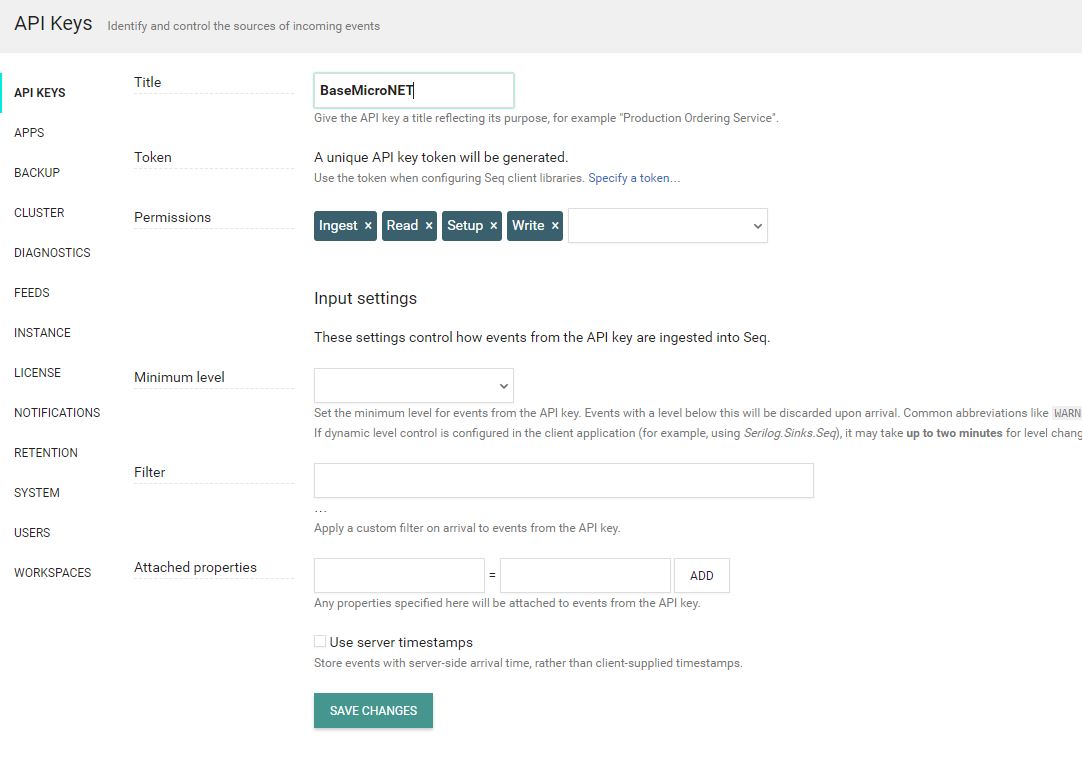 API Keys Identify and control the sources of incoming events
API KEYS
APPS
BACKUP
CLUSTER
DIAGNOSTICS
FEEDS
INSTANCE
LICENSE
NOTIFICATIONS
RETENTION
SYSTEM
USERS
WORKSPACES
Title
BaseMicroNET
Give the API key a title reflecting its purpose, for example "Production Ordering Service".
Token
A unique API key token will be generated.
Use the token when configuring Seq client libraries. Specify a token...
Permissions
Ingest × Read × Setup × Write ×
Input settings
These settings control how events from the API key are ingested into Seq.
Minimum level
Set the minimum level for events from the API key. Events with a level below this will be discarded upon arrival. Common abbreviations like WARN
If dynamic level control is configured in the client application (for example, using Serilog.Sinks.Seq), it may take up to two minutes for level chang
Filter
...
Apply a custom filter on arrival to events from the API key.
Attached properties
= ADD
Any properties specified here will be attached to events from the API key.
Use server timestamps
Store events with server-side arrival time, rather than client-supplied timestamps.
SAVE CHANGES